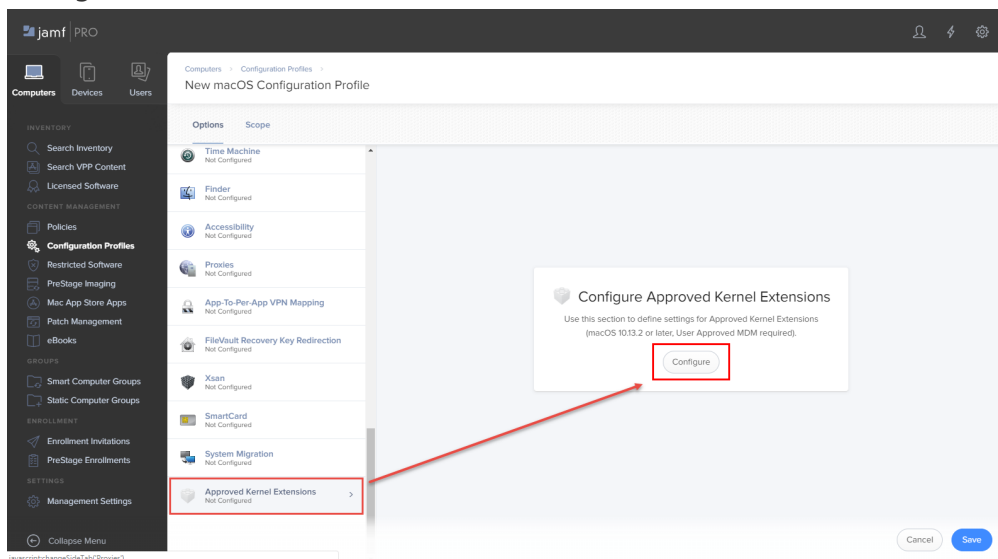 jamf PRO
Computers
Devices
Users
Computers > Configuration Profiles >
New macOS Configuration Profile
Options
Scope
INVENTORY
Search Inventory
Search VPP Content
Licensed Software
CONTENT MANAGEMENT
Policies
Configuration Profiles
Restricted Software
PreStage Imaging
Mac App Store Apps
Patch Management
eBooks
GROUPS
Smart Computer Groups
Static Computer Groups
ENROLLMENT
Enrollment Invitations
PreStage Enrollments
SETTINGS
Management Settings
Collapse Menu
Time Machine
Not Configured
Finder
Not Configured
Accessibility
Not Configured
Proxies
Not Configured
App-To-Per-App VPN Mapping
Not Configured
FileVault Recovery Key Redirection
Not Configured
Xsan
Not Configured
SmartCard
Not Configured
System Migration
Not Configured
Approved Kernel Extensions
Not Configured
Configure Approved Kernel Extensions
Use this section to define settings for Approved Kernel Extensions
(macOS 10.13.2 or later, User Approved MDM required).
Configure
Cancel
Save